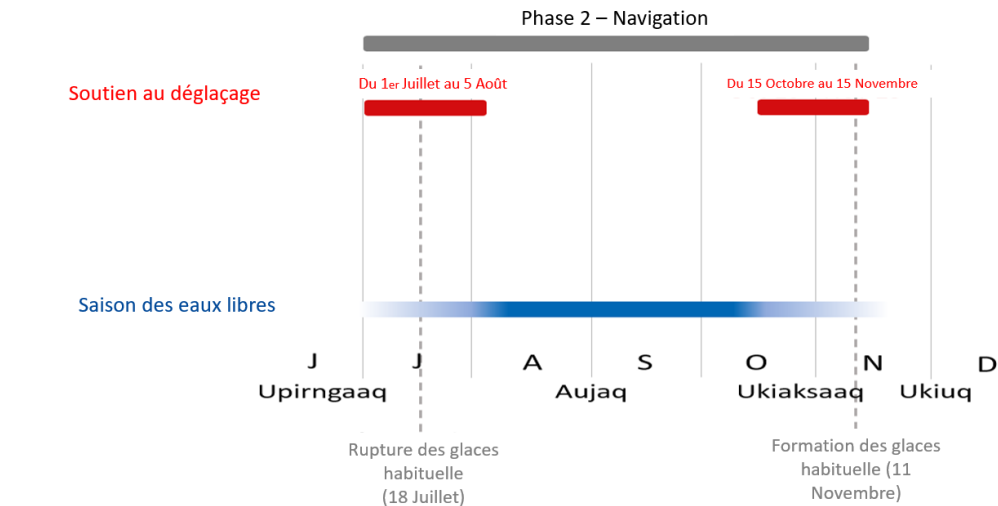 Phase 2 – Navigation
Soutien au déglaçage
Du 1er Juillet au 5 Août
Du 15 Octobre au 15 Novembre
Saison des eaux libres
J J A S O N D
Upirngaaq Aujaq Ukiaksaaq Ukiuq
Rupture des glaces
habituelle
(18 Juillet)
Formation des glaces
habituelle (11
Novembre)